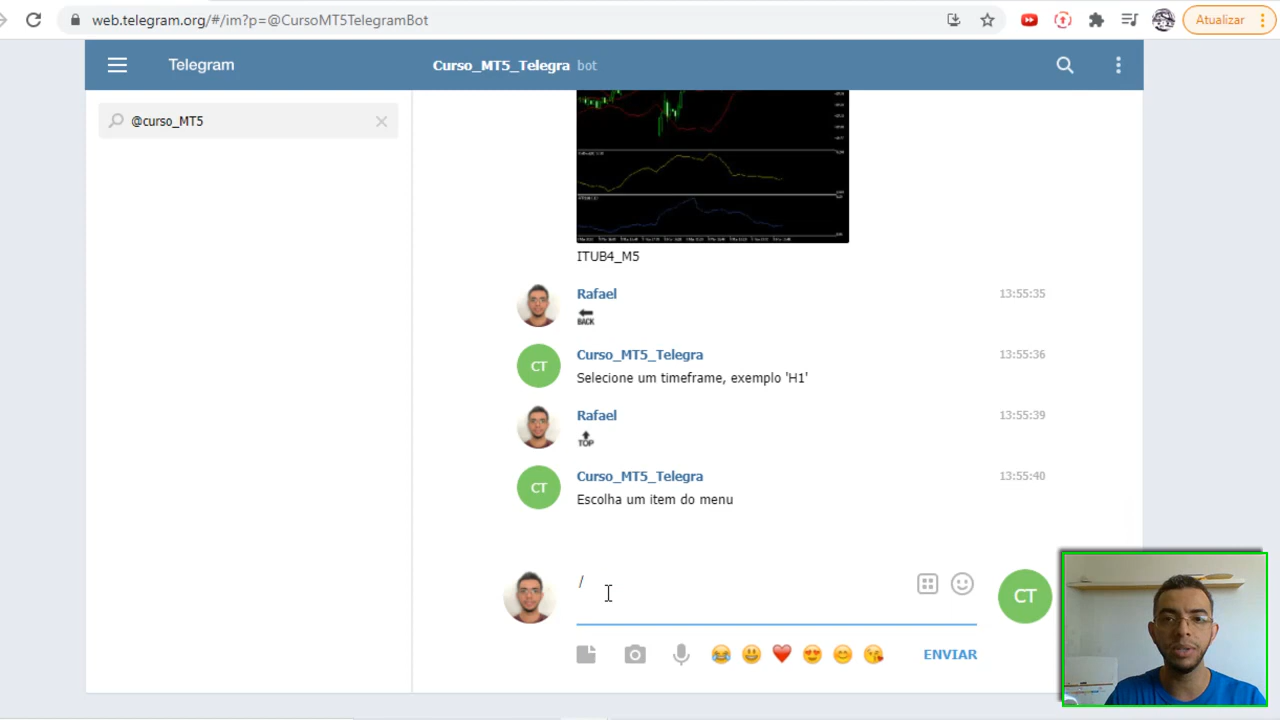 web.telegram.org/#/im?p=@CursoMT5TelegramBot
Atualizar
Telegram
Curso_MT5_Telegra bot
@curso_MT5
ITUB4_M5
Rafael 13:55:35
BACK
Curso_MT5_Telegra 13:55:36
CT
Selecione um timeframe, exemplo 'H1'
Rafael 13:55:39
TOP
Curso_MT5_Telegra 13:55:40
CT
Escolha um item do menu
/
CT
ENVIAR